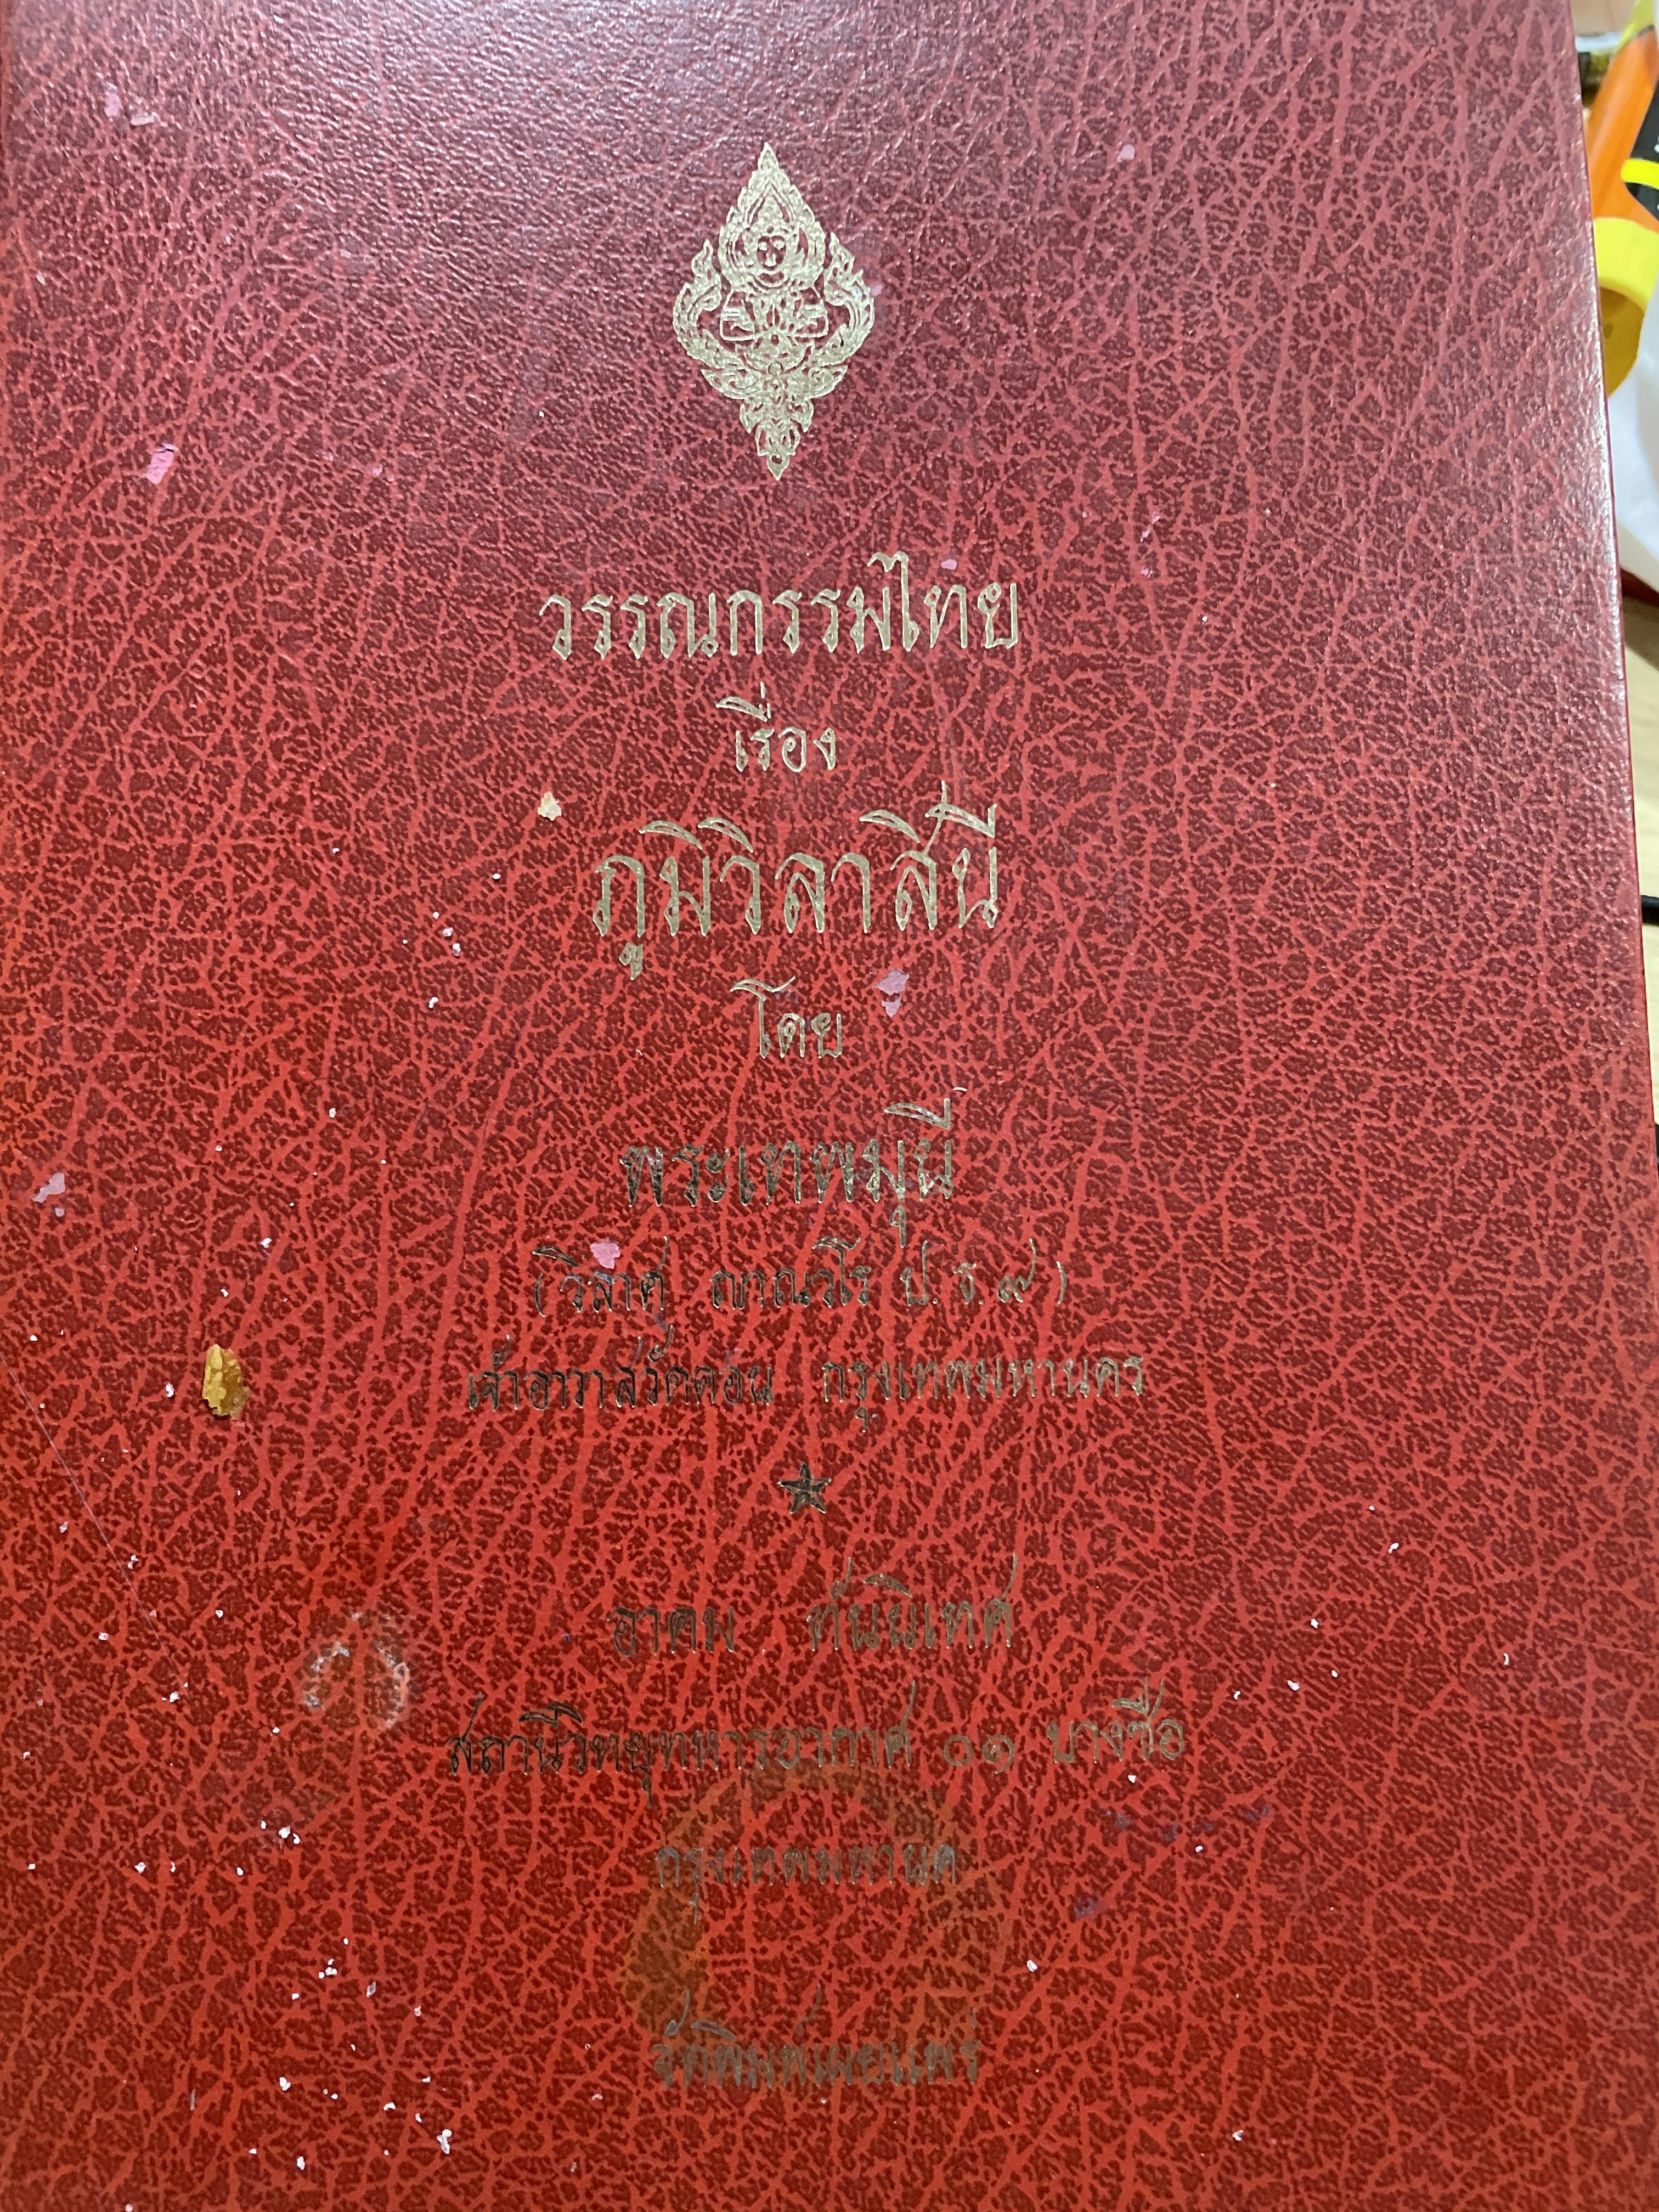 วรรณกรรมไทย
เรื่อง
ภูมิวิลาสินี
โดย
พระเทพมุนี
(วิลาศ ญาณวโร ป.ธ.๙)
เจ้าอาวาสวัดดอน กรุงเทพมหานคร
อาคม ทันนิเทศ
สถานีวิทยุทหารอากาศ ๐๑ บางซื่อ
กรุงเทพมหานค
จัดพิมพ์เผยแพร่